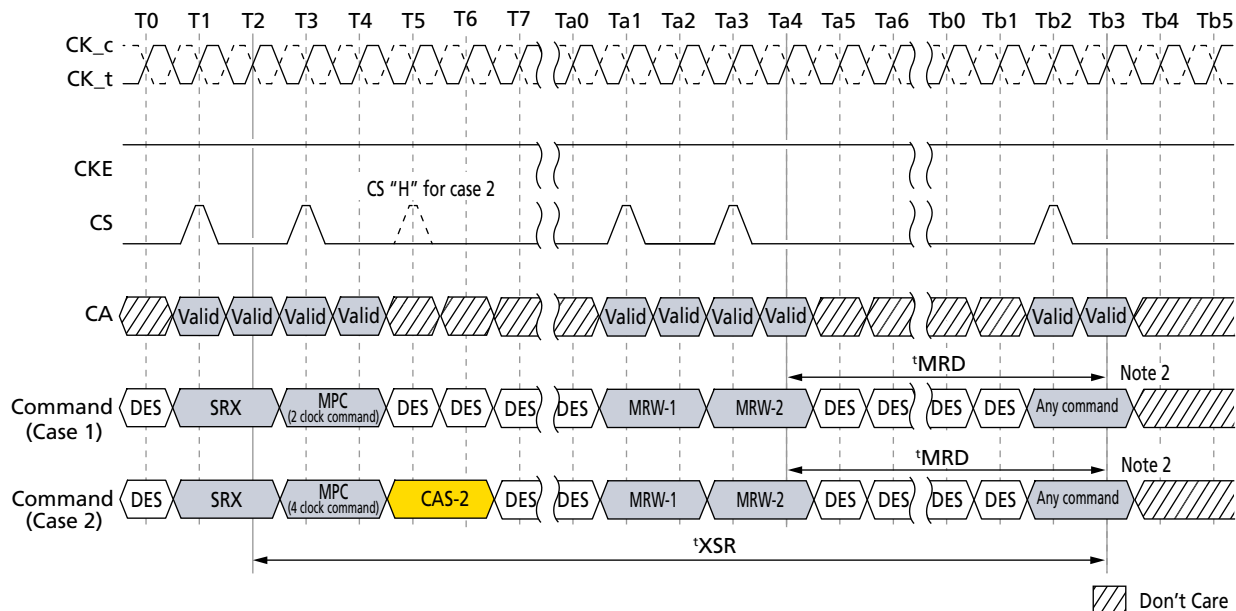 T0 T1 T2 T3 T4 T5 T6 T7 Ta0 Ta1 Ta2 Ta3 Ta4 Ta5 Ta6 Tb0 Tb1 Tb2 Tb3 Tb4 Tb5
CK_c
CK_t
CKE
CS "H" for case 2
CS
CA Valid Valid Valid Valid Valid Valid Valid Valid Valid Valid
tMRD Note 2
Command
(Case 1)
DES SRX MPC
(2 clock command)
DES DES DES DES MRW-1 MRW-2 DES DES DES DES Any command
tMRD Note 2
Command
(Case 2)
DES SRX MPC
(4 clock command)
CAS-2 DES DES MRW-1 MRW-2 DES DES DES DES Any command
tXSR
Don't Care